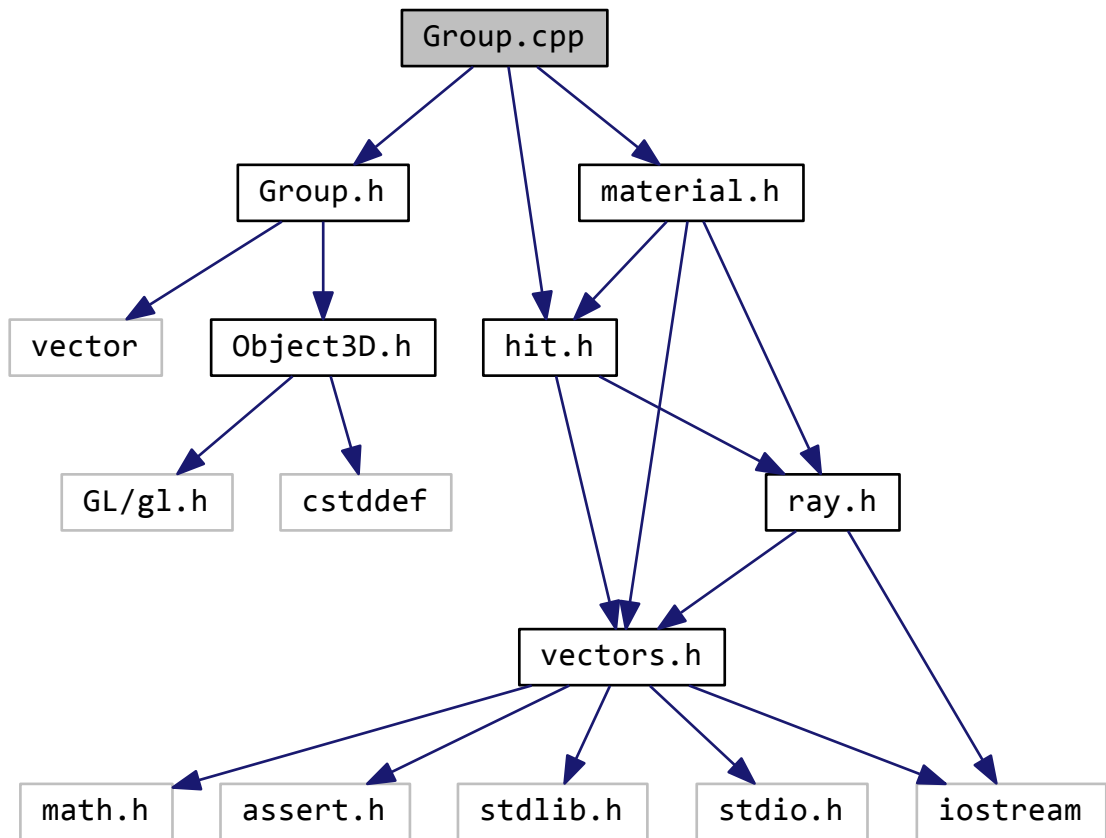 Group.cpp
Group.h
material.h
vector
Object3D.h
hit.h
GL/gl.h
cstddef
ray.h
vectors.h
math.h
assert.h
stdlib.h
stdio.h
iostream